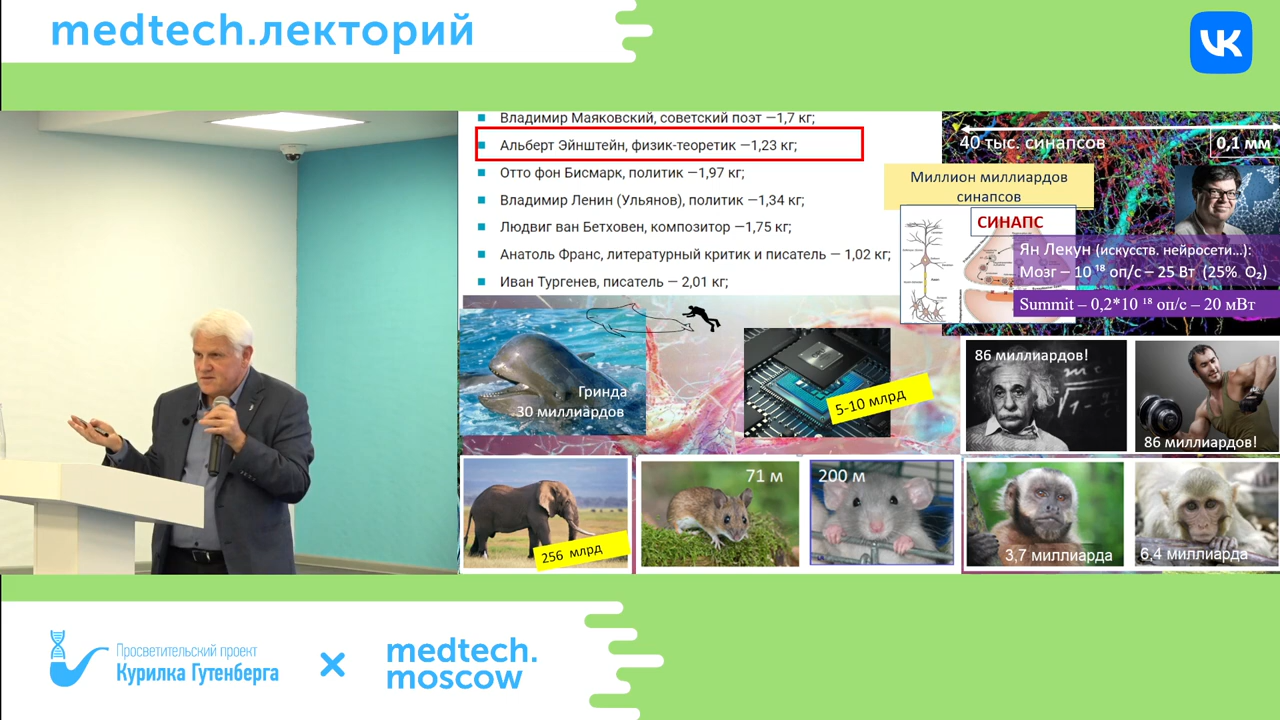 medtech.лекторий
Владимир Маяковский, советский поэт —1,7 кг;
Альберт Эйнштейн, физик-теоретик —1,23 кг;
Отто фон Бисмарк, политик —1,97 кг;
Владимир Ленин (Ульянов), политик —1,34 кг;
Людвиг ван Бетховен, композитор —1,75 кг;
Анатоль Франс, литературный критик и писатель — 1,02 кг;
Иван Тургенев, писатель — 2,01 кг;
40 тыс. синапсов
0,1 мм
Миллион миллиардов
синапсов
СИНАПС
Ян Лекун (искусств. нейросети...):
Мозг – 10 ¹⁸ оп/с – 25 Вт (25% O₂)
Summit – 0,2*10 ¹⁸ оп/с – 20 мВт
Гринда
30 миллиардов
5-10 млрд
86 миллиардов!
86 миллиардов!
256 млрд
71 м
200 м
3,7 миллиарда
6,4 миллиарда
Просветительский проект
Курилка Гутенберга
×
medtech.
moscow